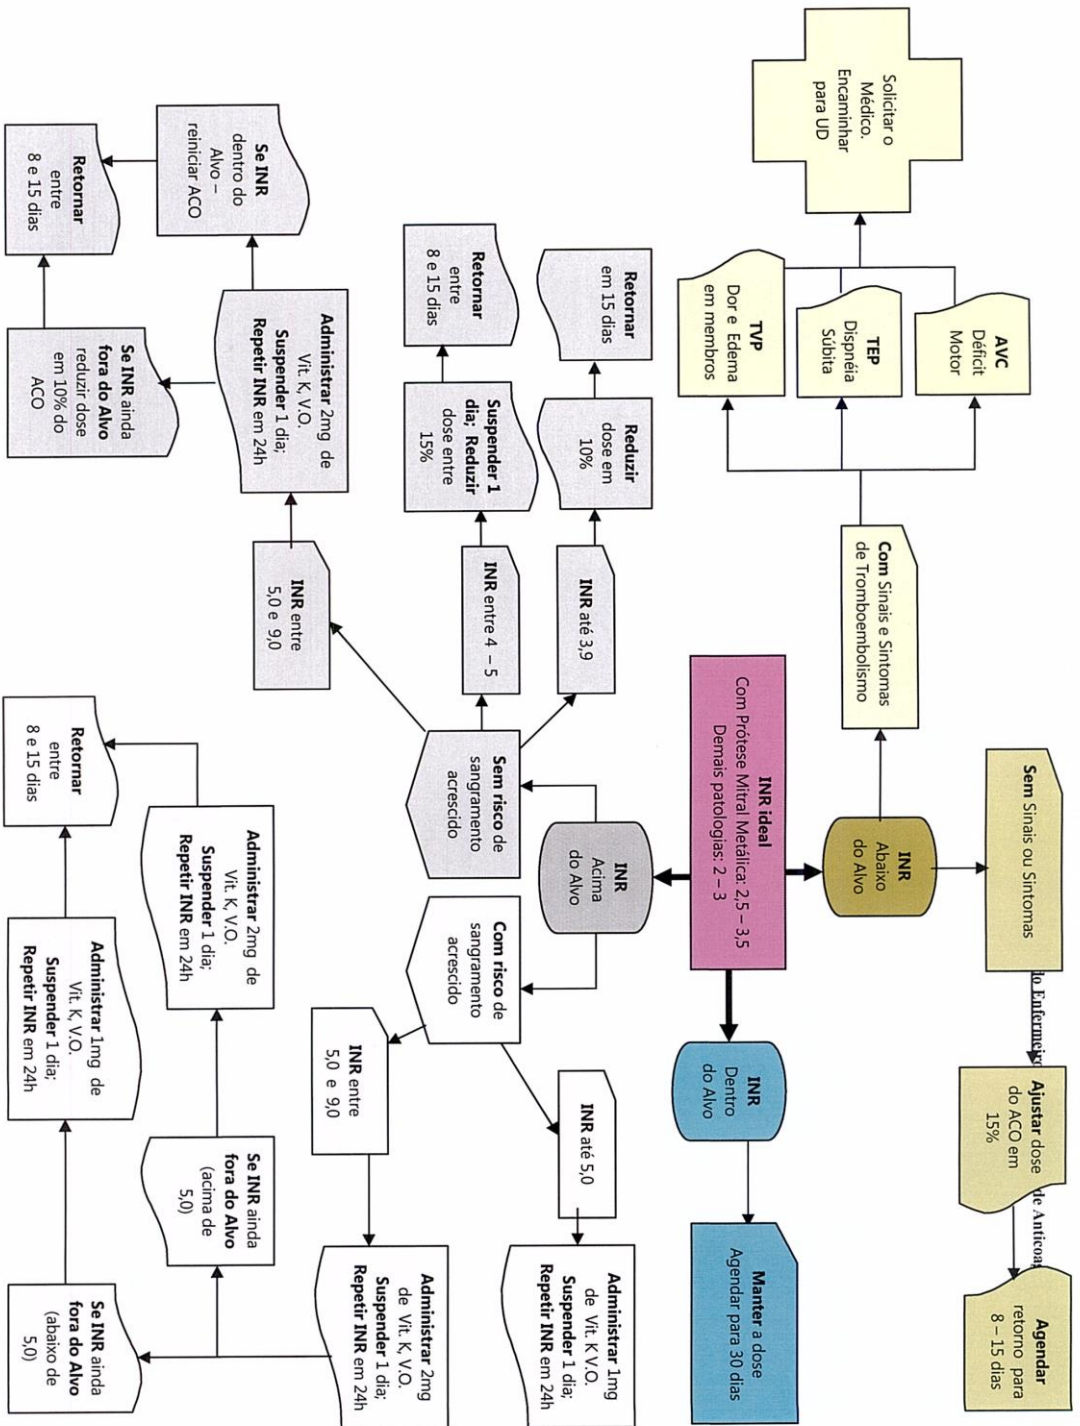 do Enfermeiro
de Anticoa
Sem Sinais ou Sintomas
Ajustar dose
do ACO em
15%
Agendar
retorno para
8 – 15 dias
Com Sinais e Sintomas
de Tromboembolismo
AVC
Déficit
Motor
TEP
Dispnéia
Súbita
TVP
Dor e Edema
em membros
Solicitar o
Médico.
Encaminhar
para UD
INR
Abaixo
do Alvo
INR ideal
Com Prótese Mitral Metálica: 2,5 – 3,5
Demais patologias: 2 – 3
INR
Dentro
do Alvo
Manter a dose
Agendar para 30 dias
INR
Acima
do Alvo
Sem risco de
sangramento
acrescido
INR até 3,9
Reduzir
dose em
10%
Retornar
em 15 dias
INR entre 4 – 5
Suspender 1
dia; Reduzir
dose entre
15%
Retornar
entre
8 e 15 dias
INR entre
5,0 e 9,0
Administrar 2mg de
Vit. K, V.O.
Suspender 1 dia;
Repetir INR em 24h
Se INR
dentro do
Alvo –
reiniciar ACO
Se INR ainda
fora do Alvo
reduzir dose
em 10% do
ACO
Retornar
entre
8 e 15 dias
Com risco de
sangramento
acrescido
INR até 5,0
Administrar 1mg
de Vit. K V.O.
Suspender 1 dia;
Repetir INR em 24h
INR entre
5,0 e 9,0
Administrar 2mg
de Vit. K, V.O.
Suspender 1 dia;
Repetir INR em 24h
Se INR ainda
fora do Alvo
(acima de
5,0)
Administrar 2mg de
Vit. K, V.O.
Suspender 1 dia;
Repetir INR em 24h
Se INR ainda
fora do Alvo
(abaixo de
5,0)
Administrar 1mg de
Vit. K, V.O.
Suspender 1 dia;
Repetir INR em 24h
Retornar
entre
8 e 15 dias